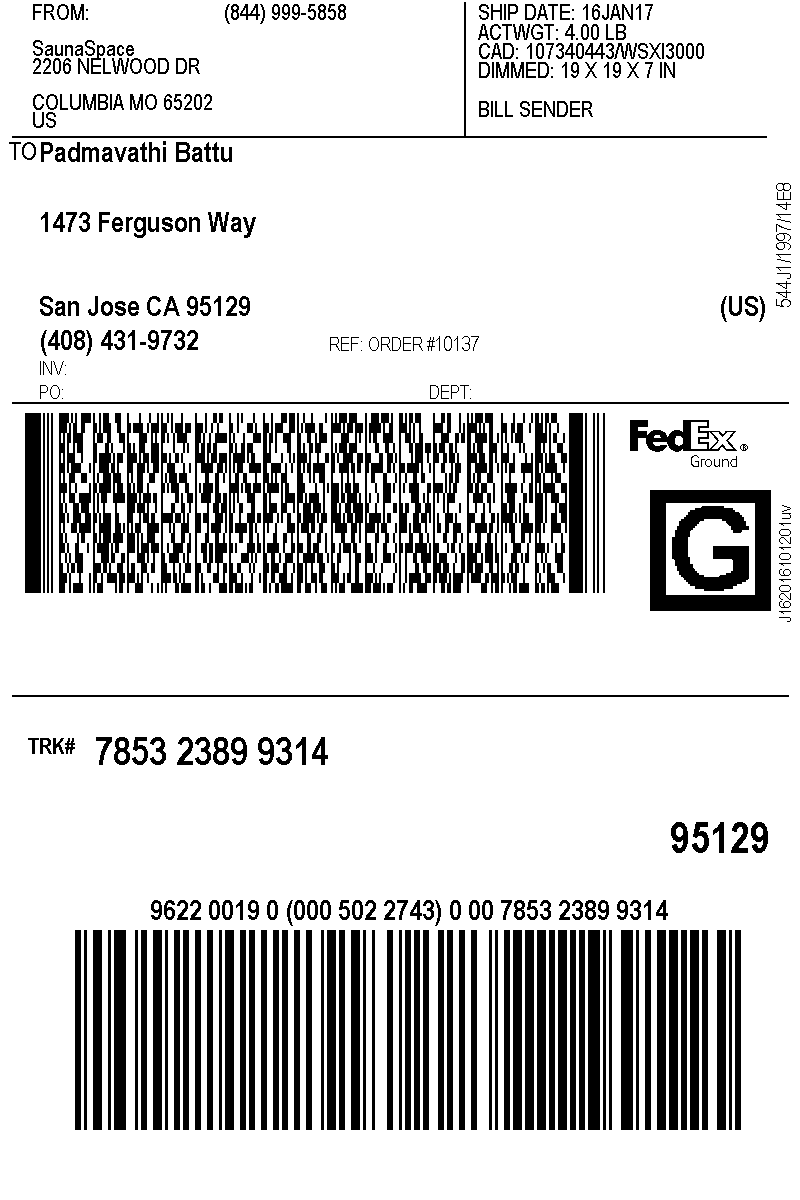 FROM: (844) 999-5858
SaunaSpace
2206 NELWOOD DR
COLUMBIA MO 65202
US
SHIP DATE: 16JAN17
ACTWGT: 4.00 LB
CAD: 107340443/WSXI3000
DIMMED: 19 X 19 X 7 IN
BILL SENDER
TO Padmavathi Battu
1473 Ferguson Way
San Jose CA 95129 (US)
(408) 431-9732 REF: ORDER #10137
INV:
PO: DEPT:
544J1/1997/14E8
FedEx®
Ground
G
J162016101201uv
TRK# 7853 2389 9314
95129
9622 0019 0 (000 502 2743) 0 00 7853 2389 9314